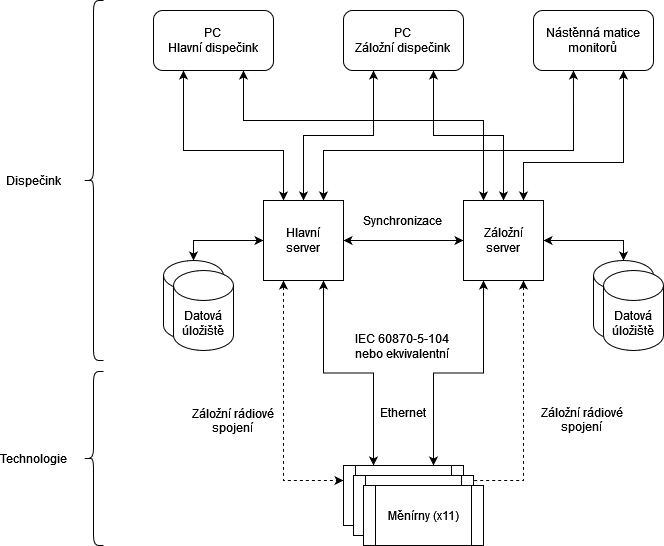 PC
Hlavní dispečink
PC
Záložní dispečink
Nástěnná matice
monitorů
Dispečink
Hlavní
server
Synchronizace
Záložní
server
Datová
úložiště
Datová
úložiště
IEC 60870-5-104
nebo ekvivalentní
Záložní rádiové
spojení
Ethernet
Záložní rádiové
spojení
Technologie
Měnírny (x11)